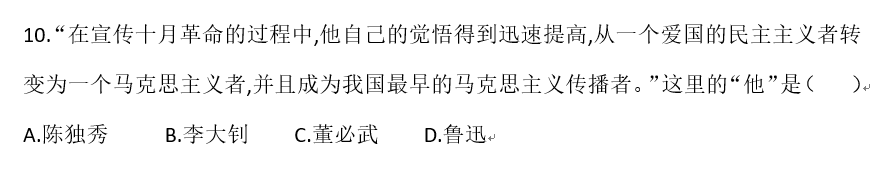 10.“在宣传十月革命的过程中,他自己的觉悟得到迅速提高,从一个爱国的民主主义者转
变为一个马克思主义者,并且成为我国最早的马克思主义传播者。”这里的“他”是(    )
A.陈独秀    B.李大钊    C.董必武    D.鲁迅